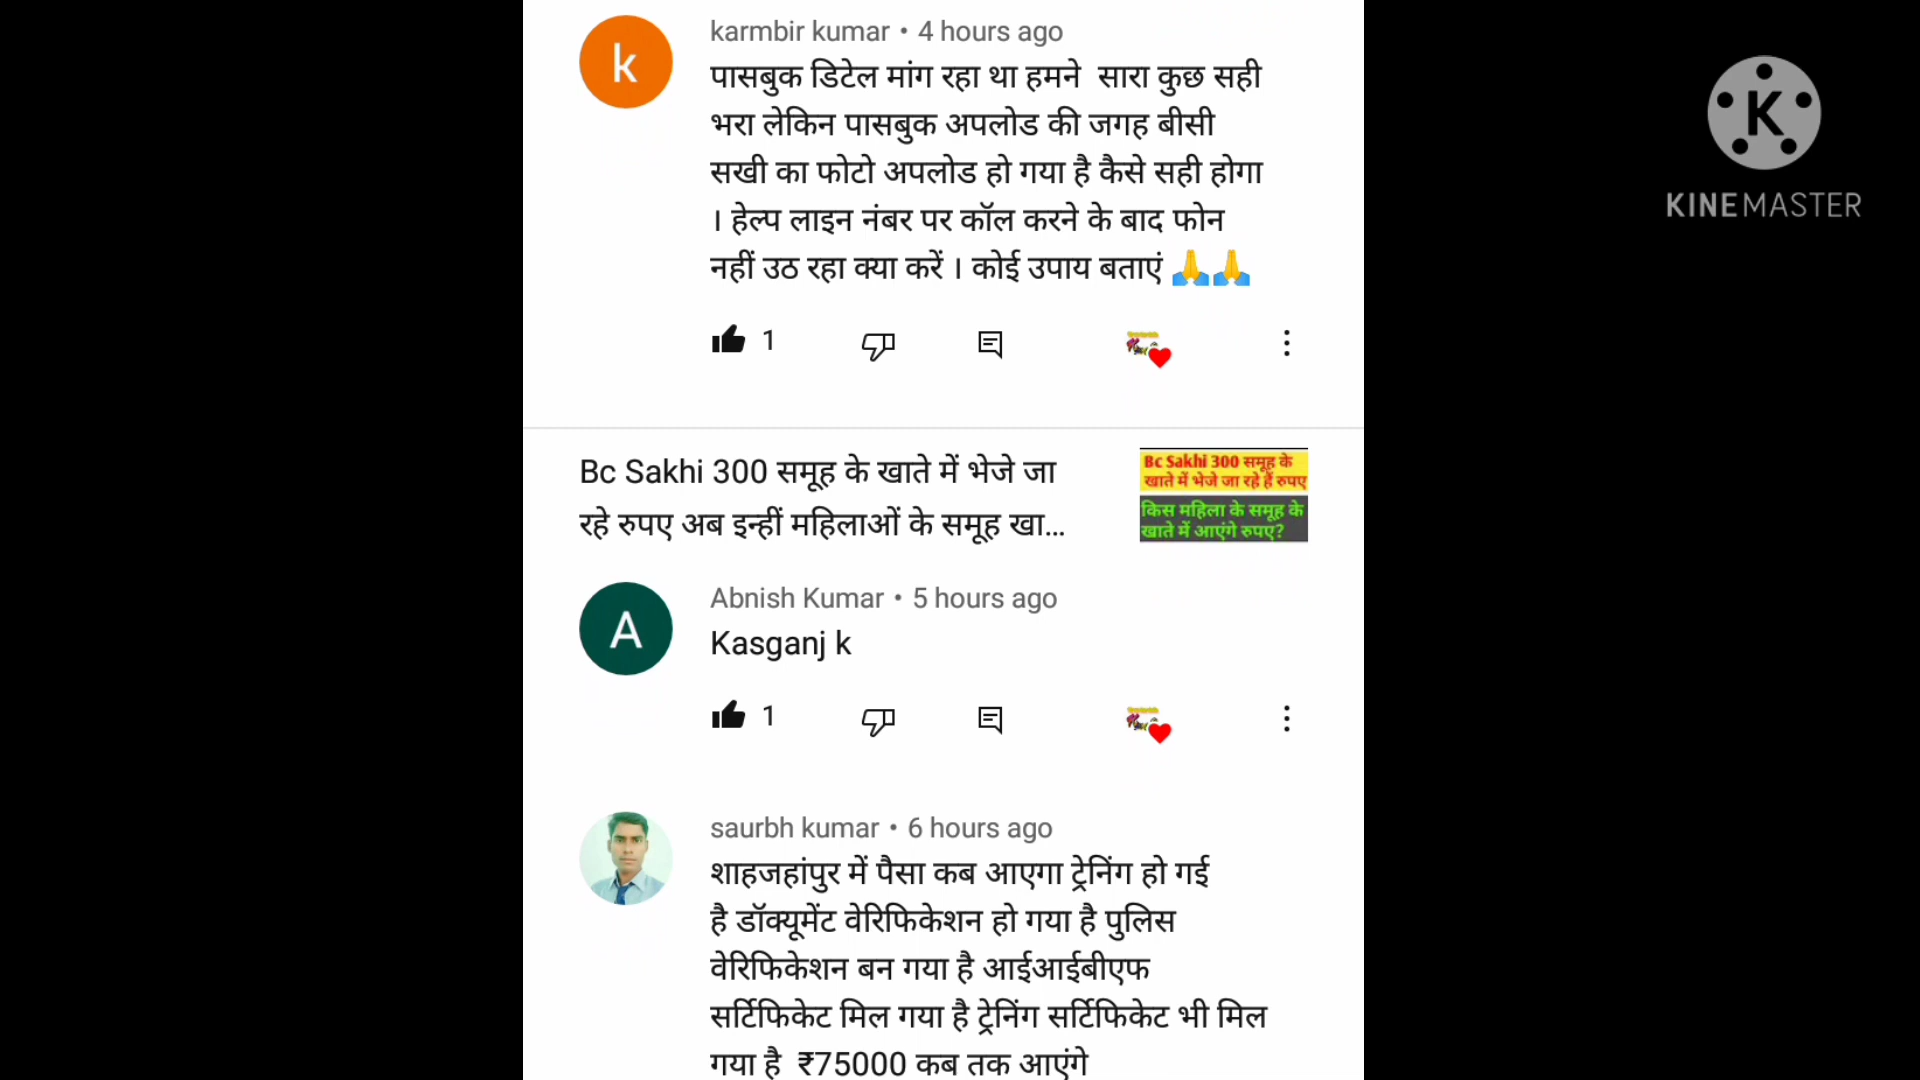 k
karmbir kumar • 4 hours ago
पासबुक डिटेल मांग रहा था हमने सारा कुछ सही
भरा लेकिन पासबुक अपलोड की जगह बीसी
सखी का फोटो अपलोड हो गया है कैसे सही होगा
। हेल्प लाइन नंबर पर कॉल करने के बाद फोन
नहीं उठ रहा क्या करें । कोई उपाय बताएं 🙏🙏
1
Bc Sakhi 300 समूह के खाते में भेजे जा
रहे रुपए अब इन्हीं महिलाओं के समूह खा...
Bc Sakhi 300 समूह के
खाते में भेजे जा रहे हैं रुपए
किस महिला के समूह के
खाते में आएंगे रुपए?
A
Abnish Kumar • 5 hours ago
Kasganj k
1
saurbh kumar • 6 hours ago
शाहजहांपुर में पैसा कब आएगा ट्रेनिंग हो गई
है डॉक्यूमेंट वेरिफिकेशन हो गया है पुलिस
वेरिफिकेशन बन गया है आईआईबीएफ
सर्टिफिकेट मिल गया है ट्रेनिंग सर्टिफिकेट भी मिल
गया है ₹75000 कब तक आएंगे
K
KINEMASTER